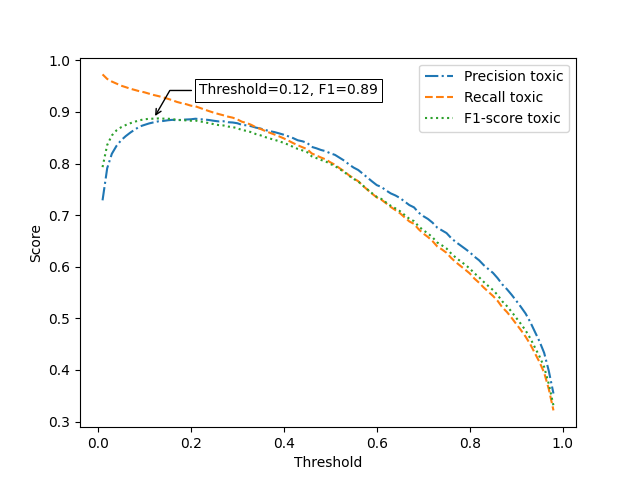 Threshold=0.12, F1=0.89
Precision toxic
Recall toxic
F1-score toxic
1.0
0.9
0.8
0.7
0.6
0.5
0.4
0.3
Score
0.0 0.2 0.4 0.6 0.8 1.0
Threshold